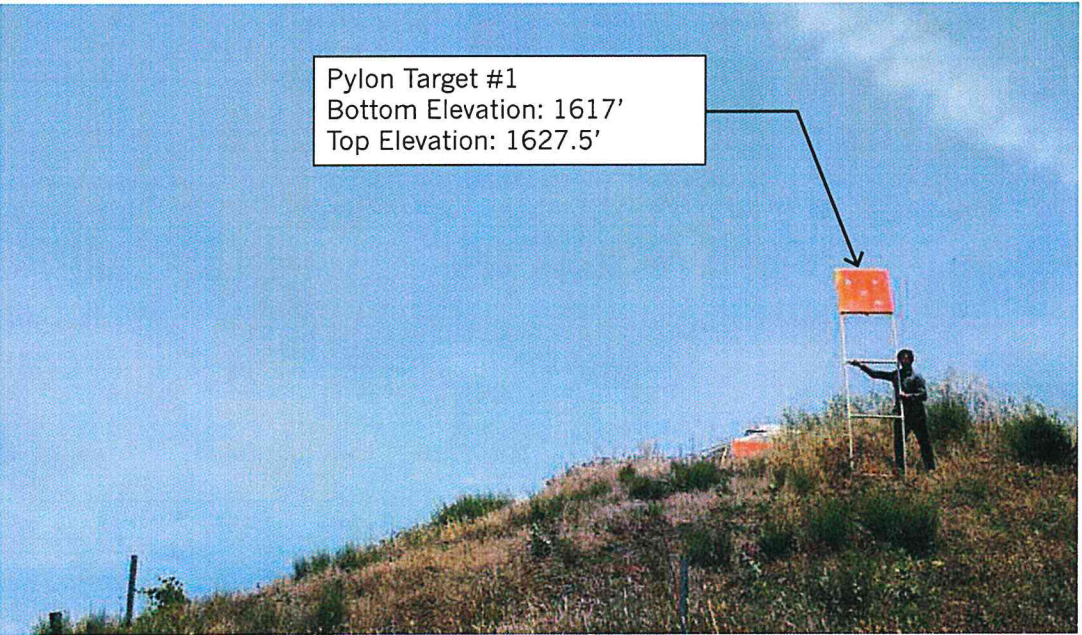 Pylon Target #1
Bottom Elevation: 1617’
Top Elevation: 1627.5’